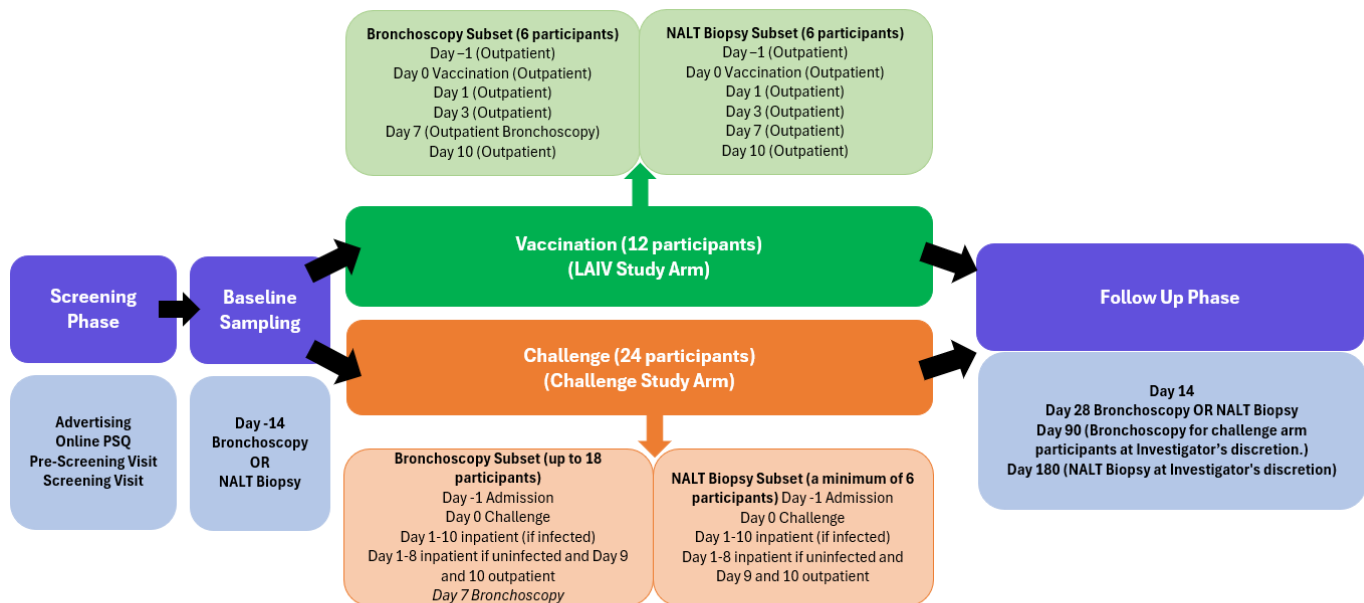 Bronchoscopy Subset (6 participants)
Day –1 (Outpatient)
Day 0 Vaccination (Outpatient)
Day 1 (Outpatient)
Day 3 (Outpatient)
Day 7 (Outpatient Bronchoscopy)
Day 10 (Outpatient)
NALT Biopsy Subset (6 participants)
Day –1 (Outpatient)
Day 0 Vaccination (Outpatient)
Day 1 (Outpatient)
Day 3 (Outpatient)
Day 7 (Outpatient)
Day 10 (Outpatient)
Screening
Phase
Baseline
Sampling
Vaccination (12 participants)
(LAIV Study Arm)
Challenge (24 participants)
(Challenge Study Arm)
Follow Up Phase
Advertising
Online PSQ
Pre-Screening Visit
Screening Visit
Day -14
Bronchoscopy
OR
NALT Biopsy
Bronchoscopy Subset (up to 18
participants)
Day -1 Admission
Day 0 Challenge
Day 1-10 inpatient (if infected)
Day 1-8 inpatient if uninfected and Day 9
and 10 outpatient
Day 7 Bronchoscopy
NALT Biopsy Subset (a minimum of 6
participants) Day -1 Admission
Day 0 Challenge
Day 1-10 inpatient (if infected)
Day 1-8 inpatient if uninfected and
Day 9 and 10 outpatient
Day 14
Day 28 Bronchoscopy OR NALT Biopsy
Day 90 (Bronchoscopy for challenge arm
participants at Investigator's discretion.)
Day 180 (NALT Biopsy at Investigator's discretion)